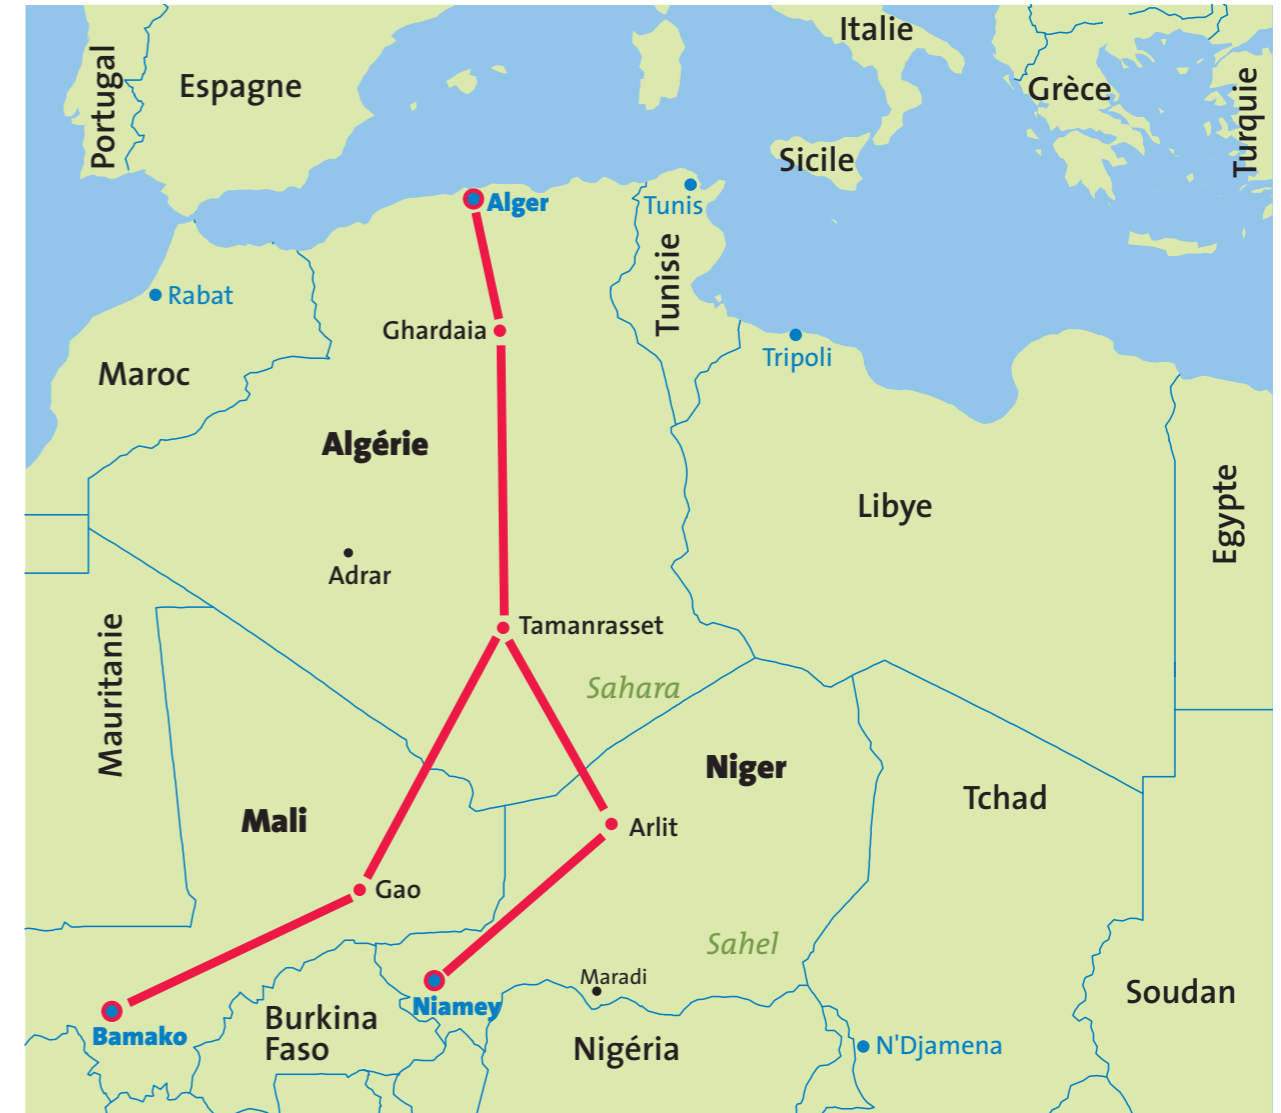 Italie
Portugal
Espagne
Grèce
Turquie
Sicile
Alger
Tunis
Tunisie
Rabat
Ghardaia
Tripoli
Maroc
Algérie
Libye
Egypte
Adrar
Tamanrasset
Mauritanie
Sahara
Niger
Tchad
Mali
Arlit
Gao
Sahel
Maradi
Soudan
Niamey
Burkina
Faso
Bamako
Nigéria
N'Djamena